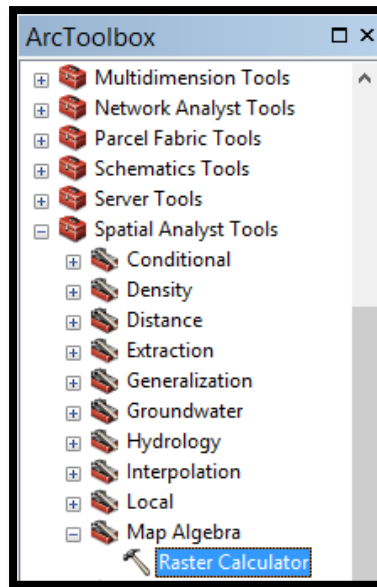 ArcToolbox
Multidimension Tools
Network Analyst Tools
Parcel Fabric Tools
Schematics Tools
Server Tools
Spatial Analyst Tools
Conditional
Density
Distance
Extraction
Generalization
Groundwater
Hydrology
Interpolation
Local
Map Algebra
Raster Calculator